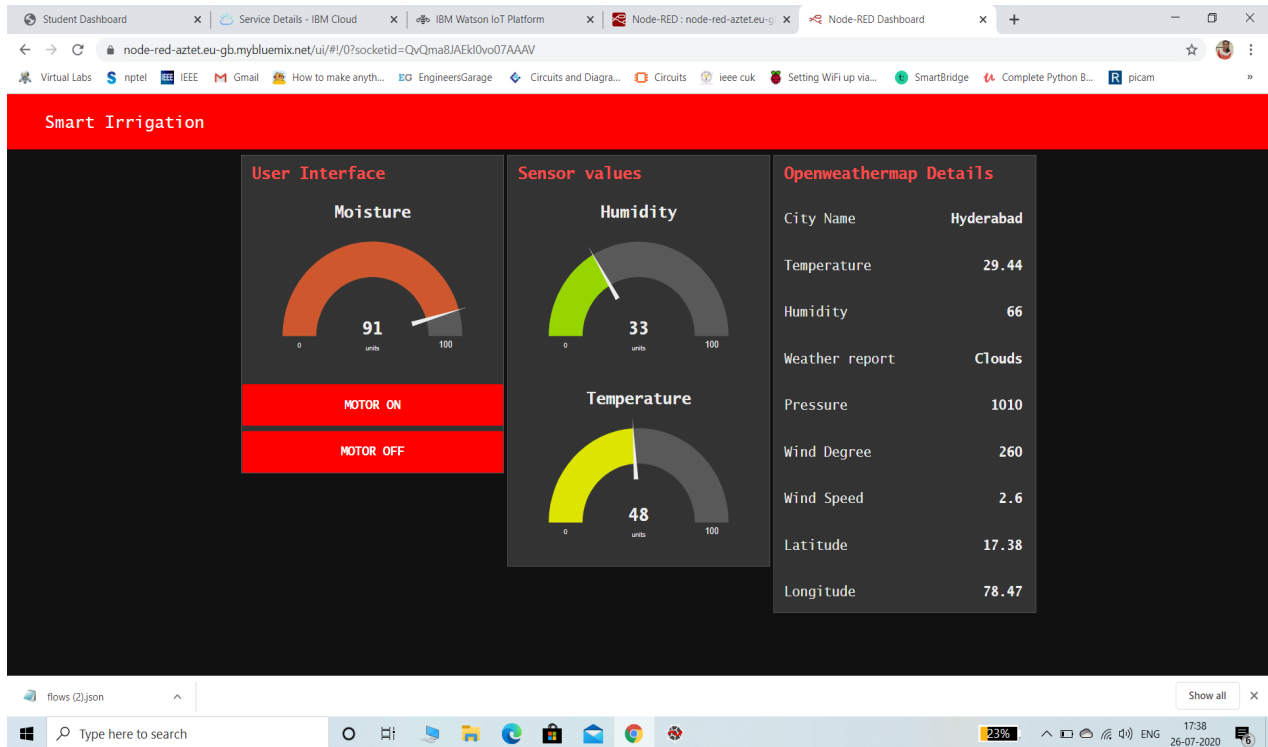 Student Dashboard
Service Details - IBM Cloud
IBM Watson IoT Platform
Node-RED : node-red-aztet.eu-g
Node-RED Dashboard
node-red-aztet.eu-gb.mybluemix.net/ui/#!/0?socketid=QvQma8JAEkI0vo07AAAV
Virtual Labs
nptel
IEEE
Gmail
How to make anyth...
EG EngineersGarage
Circuits and Diagra...
Circuits
ieee cuk
Setting WiFi up via...
SmartBridge
Complete Python B...
R picam
»
Smart Irrigation
User Interface
Moisture
91
units
0
100
MOTOR ON
MOTOR OFF
Sensor values
Humidity
33
units
0
100
Temperature
48
units
0
100
Openweathermap Details
City Name Hyderabad
Temperature 29.44
Humidity 66
Weather report Clouds
Pressure 1010
Wind Degree 260
Wind Speed 2.6
Latitude 17.38
Longitude 78.47
flows (2).json
Show all
Type here to search
23%
ENG
17:38
26-07-2020
6